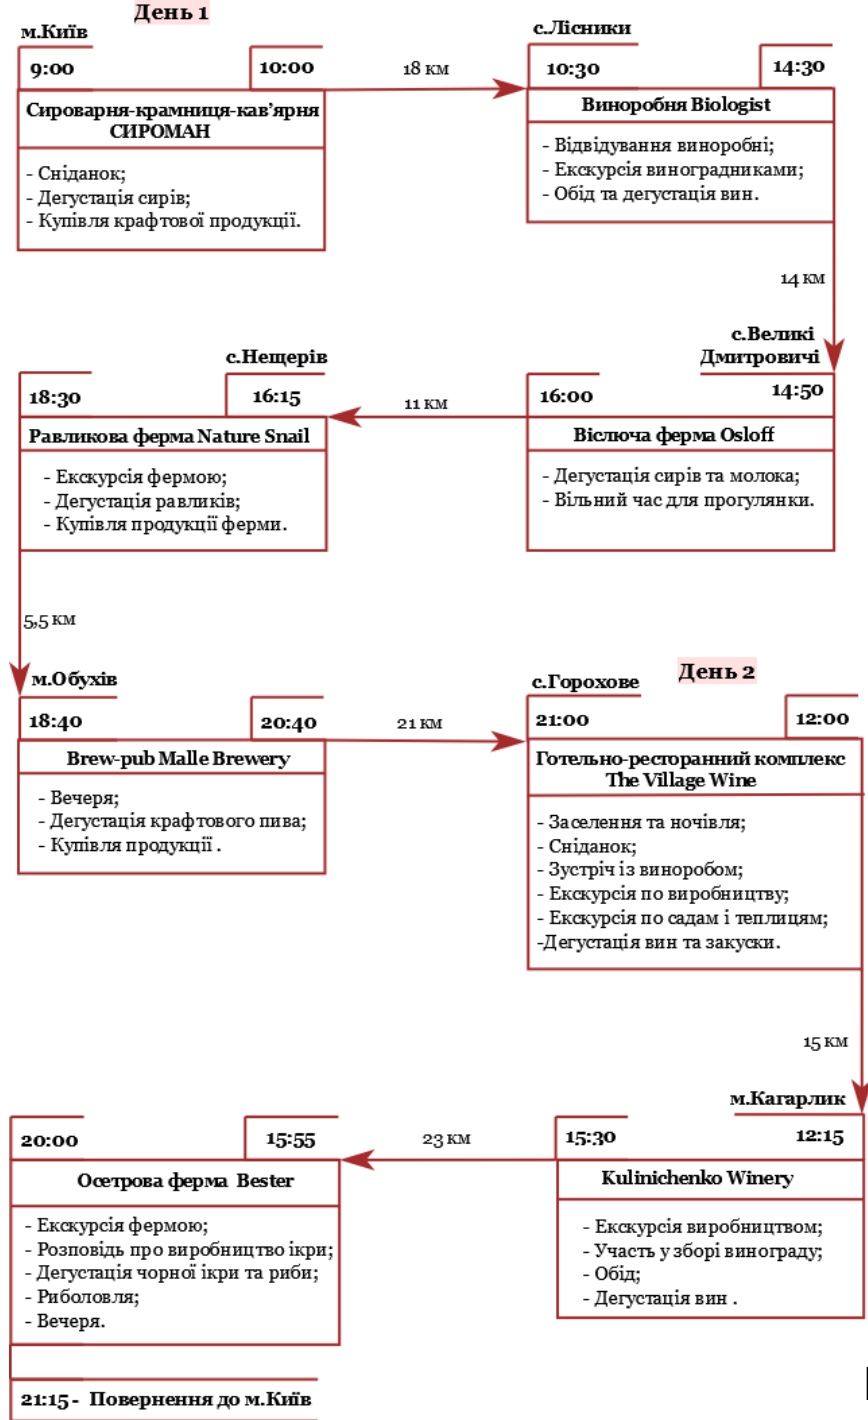 День 1
м.Київ
9:00
10:00
Сироварня-крамниця-кав’ярня
СИРОМАН
- Сніданок;
- Дегустація сирів;
- Купівля крафтової продукції.
18 км
с.Лісники
10:30
14:30
Виноробня Biologist
- Відвідування виноробні;
- Екскурсія виноградниками;
- Обід та дегустація вин.
14 км
с.Великі
Дмитровичі
14:50
16:00
Віслюча ферма Osloff
- Дегустація сирів та молока;
- Вільний час для прогулянки.
11 км
с.Нещерів
16:15
18:30
Равликова ферма Nature Snail
- Екскурсія фермою;
- Дегустація равликів;
- Купівля продукції ферми.
5,5 км
м.Обухів
18:40
20:40
Brew-pub Malle Brewery
- Вечеря;
- Дегустація крафтового пива;
- Купівля продукції .
21 км
День 2
с.Горохове
21:00
12:00
Готельно-ресторанний комплекс
The Village Wine
- Заселення та ночівля;
- Сніданок;
- Зустріч із виноробом;
- Екскурсія по виробництву;
- Екскурсія по садам і теплицям;
-Дегустація вин та закуски.
15 км
м.Кагарлик
12:15
15:30
Kulinichenko Winery
- Екскурсія виробництвом;
- Участь у зборі винограду;
- Обід;
- Дегустація вин .
23 км
15:55
20:00
Осетрова ферма Bester
- Екскурсія фермою;
- Розповідь про виробництво ікри;
- Дегустація чорної ікри та риби;
- Риболовля;
- Вечеря.
21:15 - Повернення до м.Київ